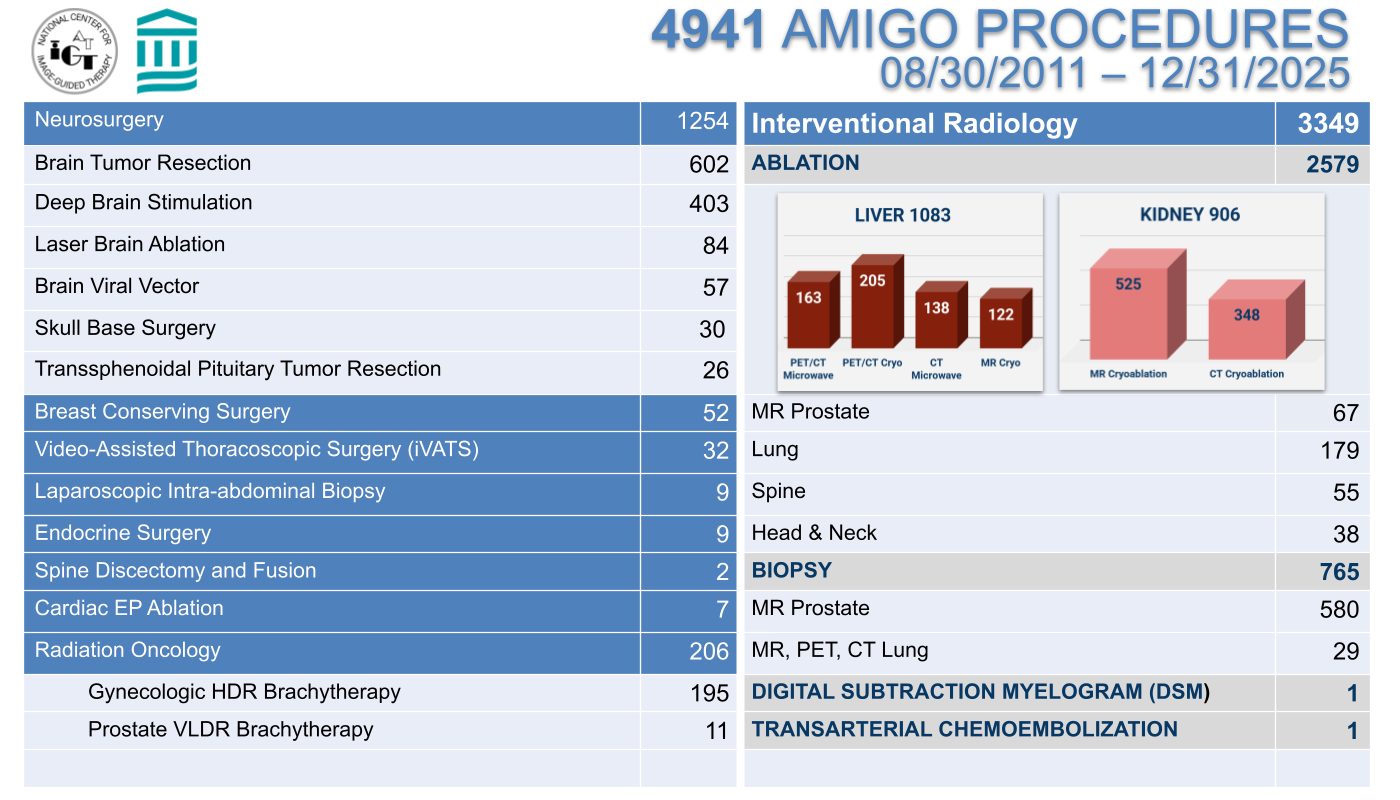 NATIONAL CENTER FOR
AT
iGT
IMAGE-GUIDED THERAPY
4941 AMIGO PROCEDURES
08/30/2011 – 12/31/2025
Neurosurgery 1254
Brain Tumor Resection 602
Deep Brain Stimulation 403
Laser Brain Ablation 84
Brain Viral Vector 57
Skull Base Surgery 30
Transsphenoidal Pituitary Tumor Resection 26
Breast Conserving Surgery 52
Video-Assisted Thoracoscopic Surgery (iVATS) 32
Laparoscopic Intra-abdominal Biopsy 9
Endocrine Surgery 9
Spine Discectomy and Fusion 2
Cardiac EP Ablation 7
Radiation Oncology 206
Gynecologic HDR Brachytherapy 195
Prostate VLDR Brachytherapy 11
Interventional Radiology 3349
ABLATION 2579
LIVER 1083
163 205 138 122
PET/CT Microwave PET/CT Cryo CT Microwave MR Cryo
KIDNEY 906
525 348
MR Cryoablation CT Cryoablation
MR Prostate 67
Lung 179
Spine 55
Head & Neck 38
BIOPSY 765
MR Prostate 580
MR, PET, CT Lung 29
DIGITAL SUBTRACTION MYELOGRAM (DSM) 1
TRANSARTERIAL CHEMOEMBOLIZATION 1